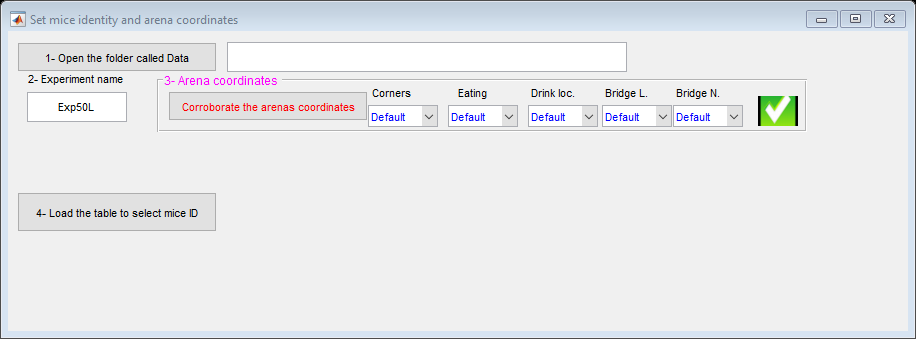 Set mice identity and arena coordinates
1- Open the folder called Data
2- Experiment name
3- Arena coordinates
Exp50L
Corroborate the arenas coordinates
Corners Eating Drink loc. Bridge L. Bridge N.
Default Default Default Default Default
4- Load the table to select mice ID